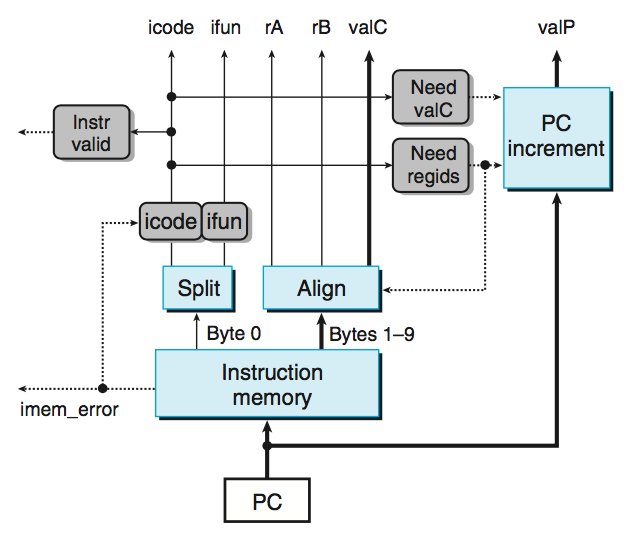 icode ifun rA rB valC valP
Need
valC
Instr
valid
PC
increment
Need
regids
icode ifun
Split
Align
Byte 0
Bytes 1–9
Instruction
memory
imem_error
PC